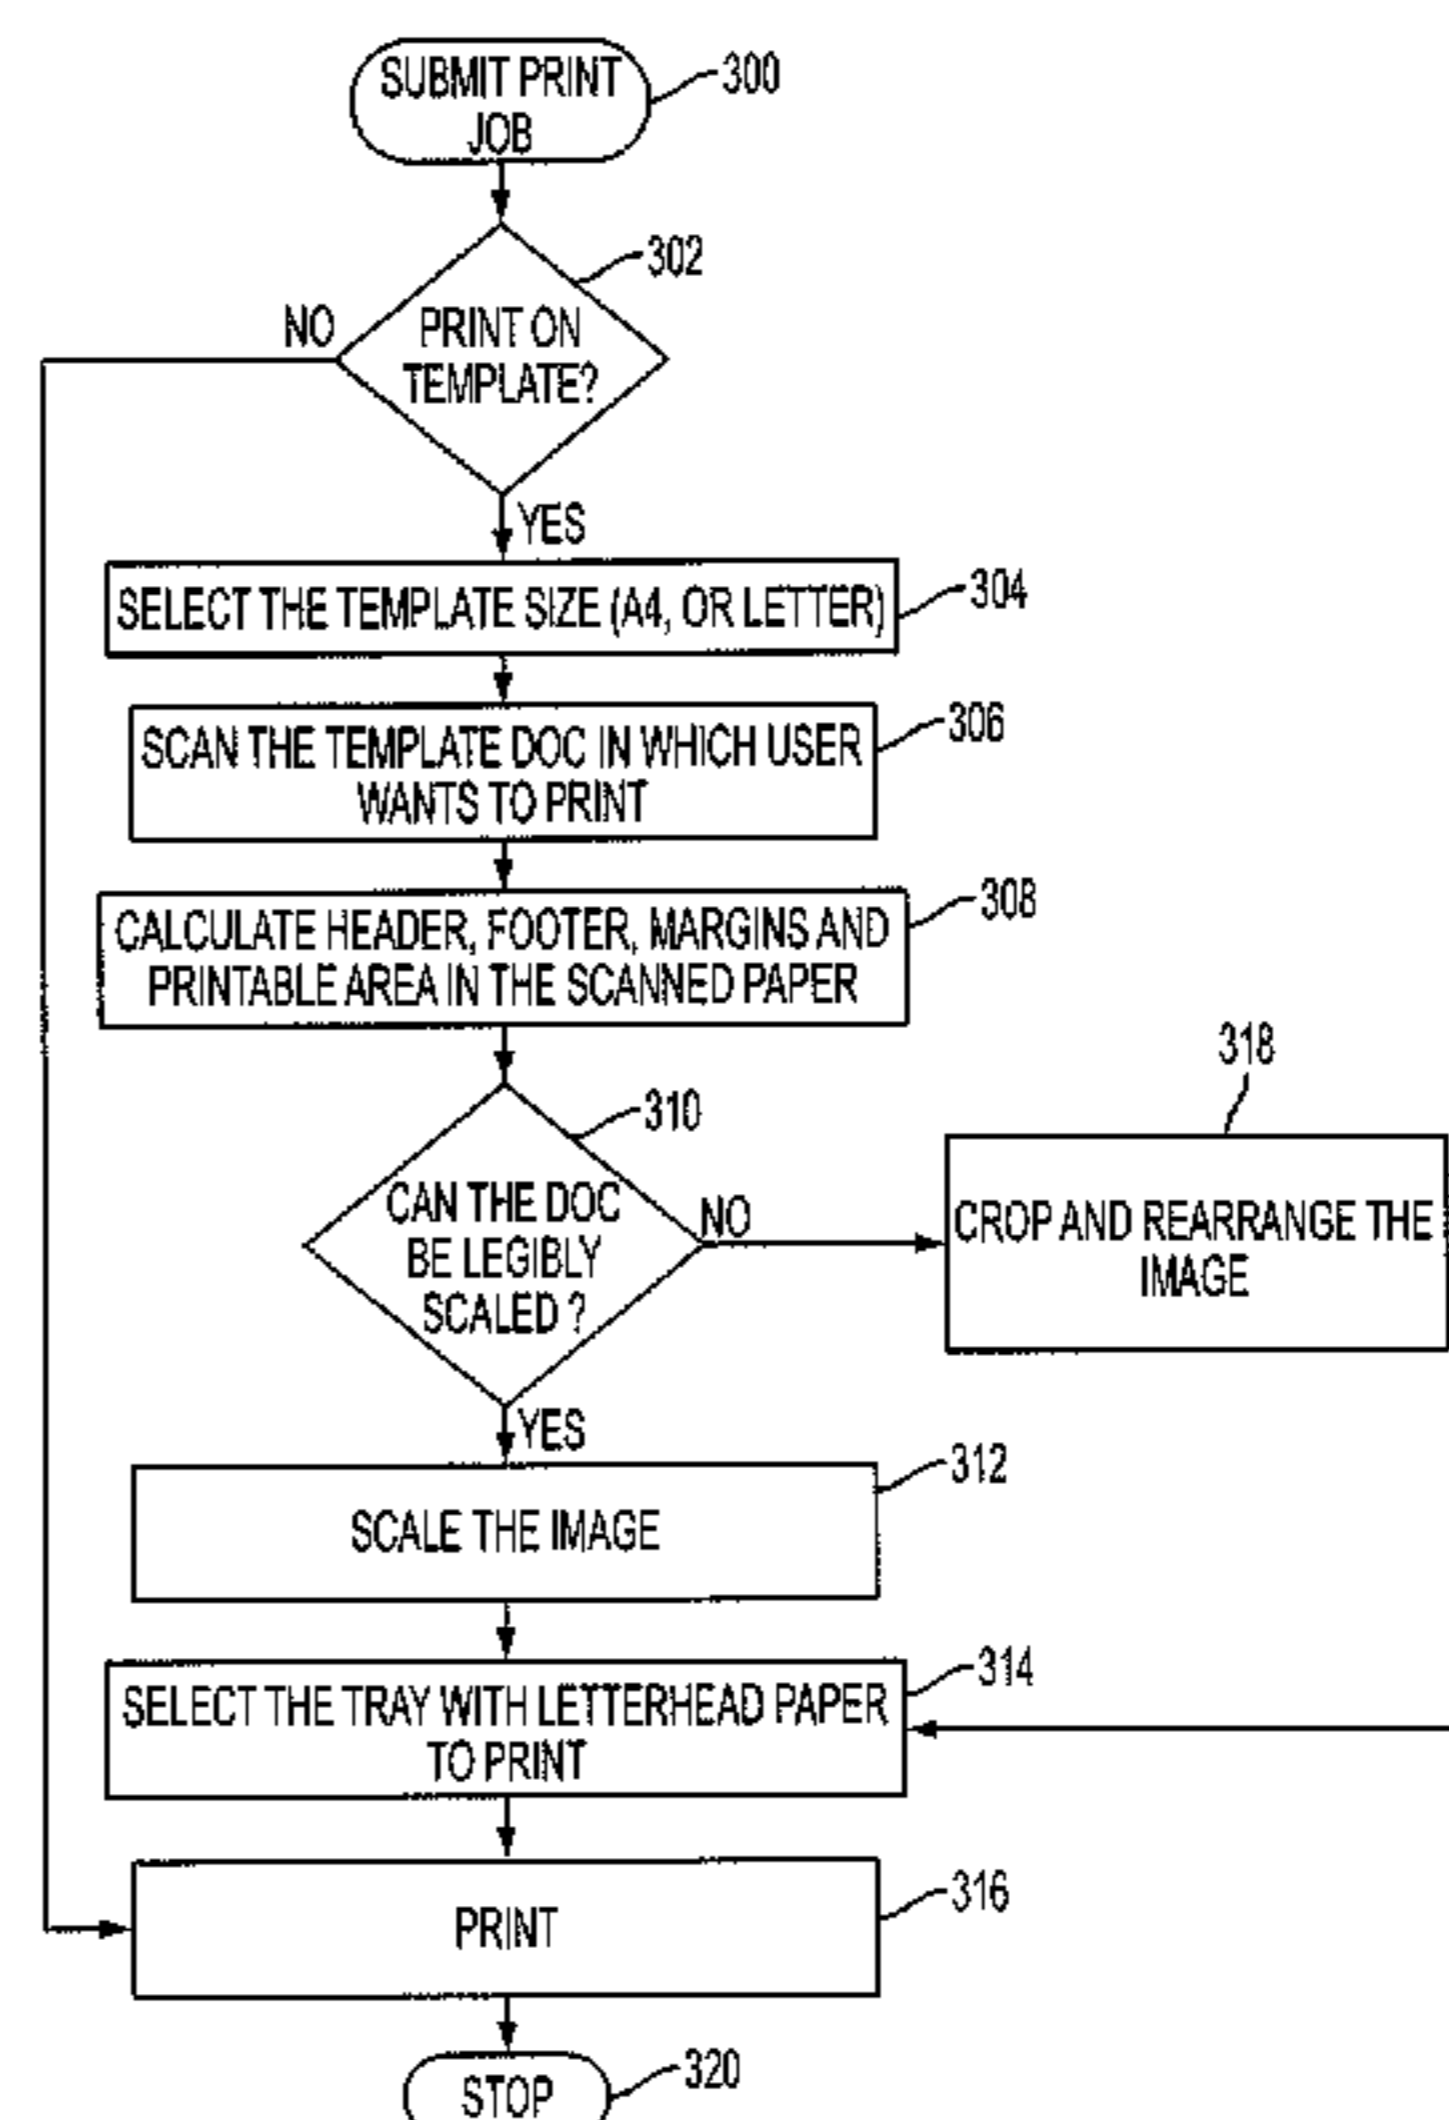 SUBMIT PRINT
JOB
300
302
NO
PRINT ON
TEMPLATE?
YES
SELECT THE TEMPLATE SIZE (A4, OR LETTER)
304
SCAN THE TEMPLATE DOC IN WHICH USER
WANTS TO PRINT
306
CALCULATE HEADER, FOOTER, MARGINS AND
PRINTABLE AREA IN THE SCANNED PAPER
308
310
CAN THE DOC
BE LEGIBLY
SCALED ?
NO
318
CROP AND REARRANGE THE
IMAGE
YES
SCALE THE IMAGE
312
SELECT THE TRAY WITH LETTERHEAD PAPER
TO PRINT
314
PRINT
316
STOP
320